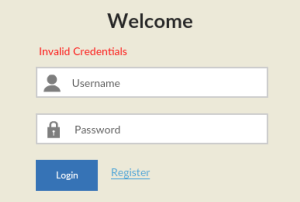 Welcome
Invalid Credentials
Username
Password
Login Register